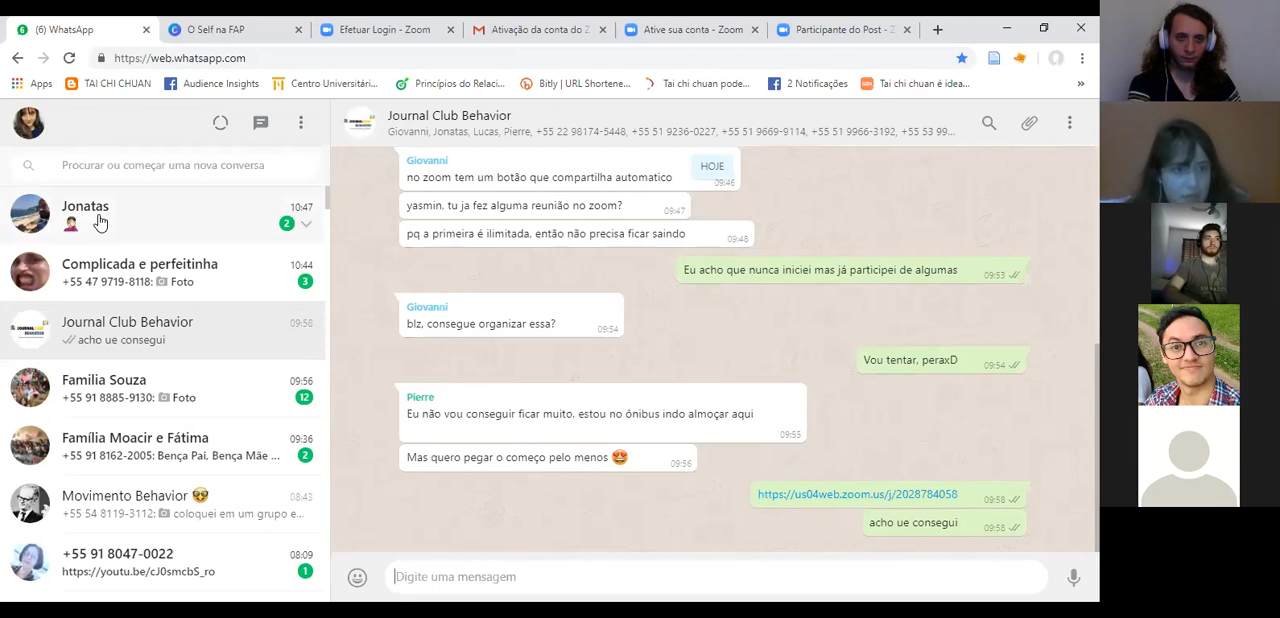 (6) WhatsApp
O Self na FAP
Efetuar Login - Zoom
Ativação da conta do Z
Ative sua conta - Zoom
Participante do Post - Z
https://web.whatsapp.com
Apps
TAI CHI CHUAN
Audience Insights
Centro Universitári...
Princípios do Relaci...
Bitly | URL Shortene...
Tai chi chuan pode...
2 Notificações
Tai chi chuan é idea...
»
Procurar ou começar uma nova conversa
Jonatas 10:47
2
Complicada e perfeitinha 10:44
+55 47 9719-8118: Foto 3
Journal Club Behavior 09:58
acho ue consegui
Familia Souza 09:56
+55 91 8885-9130: Foto 12
Família Moacir e Fátima 09:36
+55 91 8162-2005: Bença Pai, Bença Mãe ... 2
Movimento Behavior 😎 08:43
+55 54 8119-3112: coloquei em um grupo e...
+55 91 8047-0022 08:09
https://youtu.be/cJ0smcbS_ro 1
Journal Club Behavior
Giovanni, Jonatas, Lucas, Pierre, +55 22 98174-5448, +55 51 9236-0227, +55 51 9669-9114, +55 51 9966-3192, +55 53 99...
HOJE
Giovanni
no zoom tem um botão que compartilha automatico 09:46
yasmin, tu ja fez alguma reunião no zoom? 09:47
pq a primeira é ilimitada, então não precisa ficar saindo 09:48
Eu acho que nunca iniciei mas já participei de algumas 09:53
Giovanni
blz, consegue organizar essa? 09:54
Vou tentar, peraxD 09:54
Pierre
Eu não vou conseguir ficar muito, estou no ónibus indo almoçar aqui 09:55
Mas quero pegar o começo pelo menos 😍 09:56
https://us04web.zoom.us/j/2028784058 09:58
acho ue consegui 09:58
Digite uma mensagem